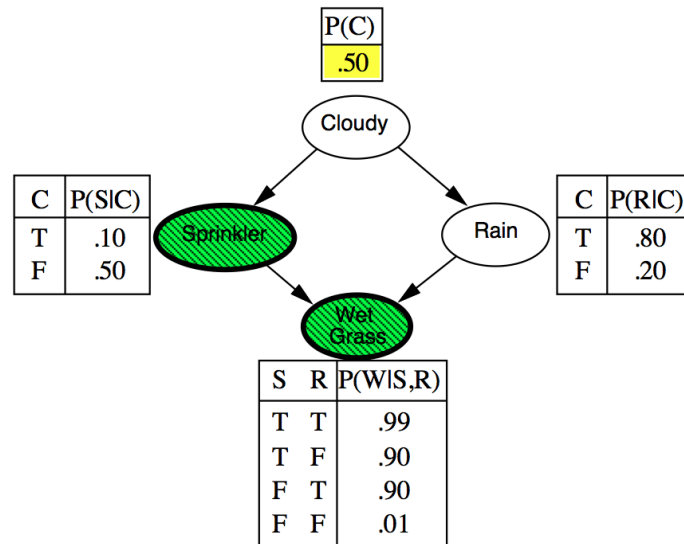 P(C)
.50
Cloudy
C P(S|C)
T .10
F .50
Sprinkler
Rain
C P(R|C)
T .80
F .20
Wet
Grass
S R P(W|S,R)
T T .99
T F .90
F T .90
F F .01